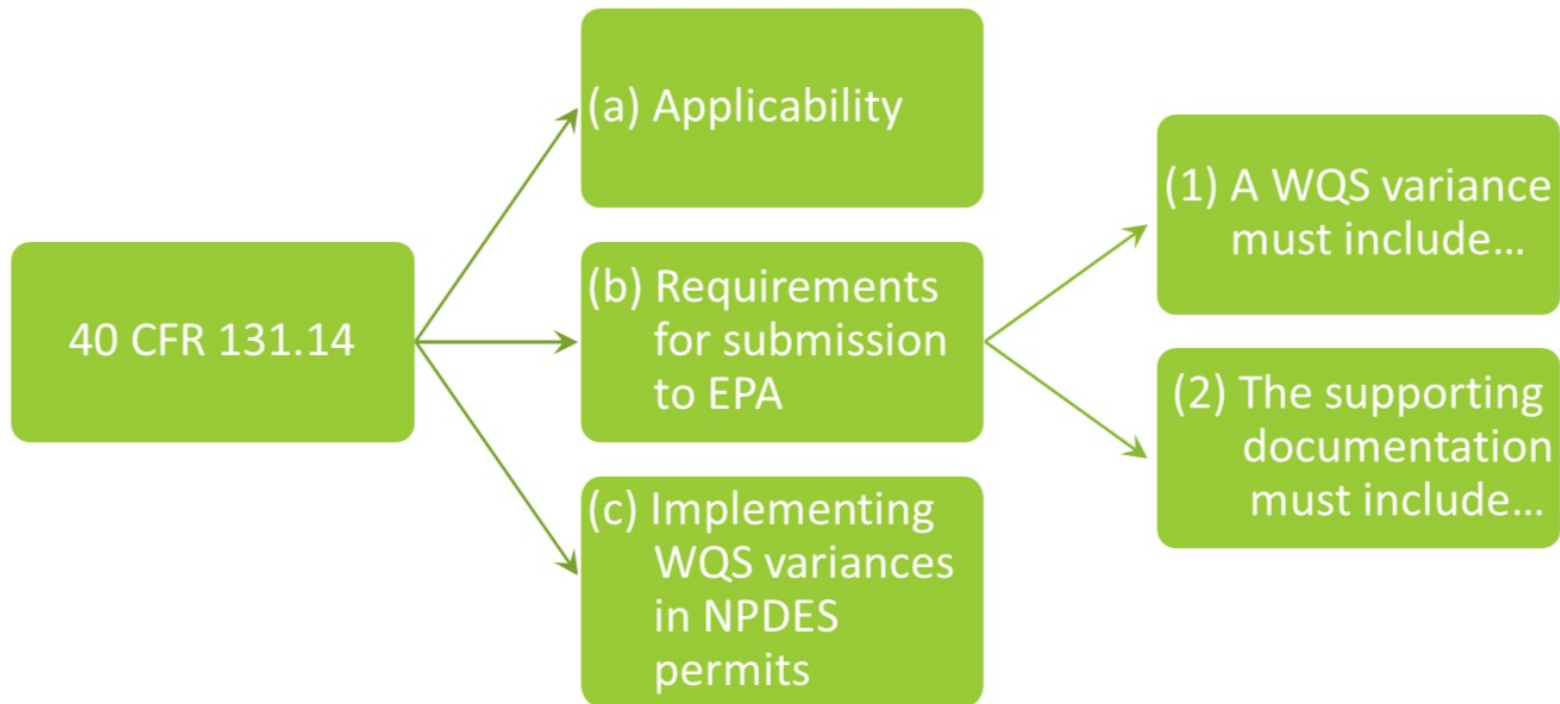 40 CFR 131.14
(a) Applicability
(b) Requirements
for submission
to EPA
(c) Implementing
WQS variances
in NPDES
permits
(1) A WQS variance
must include…
(2) The supporting
documentation
must include…